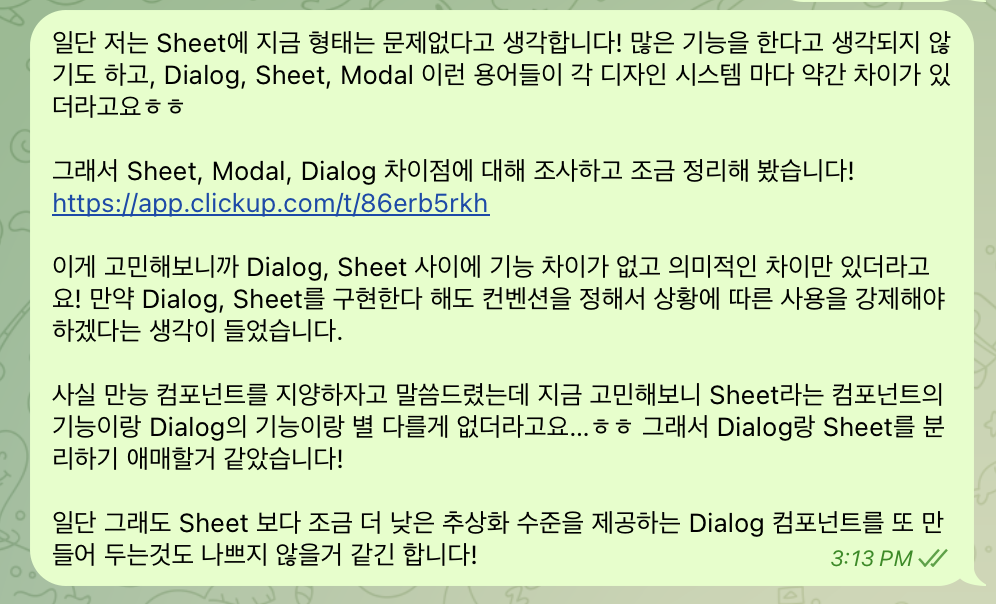 일단 저는 Sheet에 지금 형태는 문제없다고 생각합니다! 많은 기능을 한다고 생각되지 않
기도 하고, Dialog, Sheet, Modal 이런 용어들이 각 디자인 시스템 마다 약간 차이가 있
더라고요ㅎㅎ
그래서 Sheet, Modal, Dialog 차이점에 대해 조사하고 조금 정리해 봤습니다!
https://app.clickup.com/t/86erb5rkh
이게 고민해보니까 Dialog, Sheet 사이에 기능 차이가 없고 의미적인 차이만 있더라고
요! 만약 Dialog, Sheet를 구현한다 해도 컨벤션을 정해서 상황에 따른 사용을 강제해야
하겠다는 생각이 들었습니다.
사실 만능 컴포넌트를 지양하자고 말씀드렸는데 지금 고민해보니 Sheet라는 컴포넌트의
기능이랑 Dialog의 기능이랑 별 다를게 없더라고요...ㅎㅎ 그래서 Dialog랑 Sheet를 분
리하기 애매할거 같았습니다!
일단 그래도 Sheet 보다 조금 더 낮은 추상화 수준을 제공하는 Dialog 컴포넌트를 또 만
들어 두는것도 나쁘지 않을거 같긴 합니다!
3:13 PM